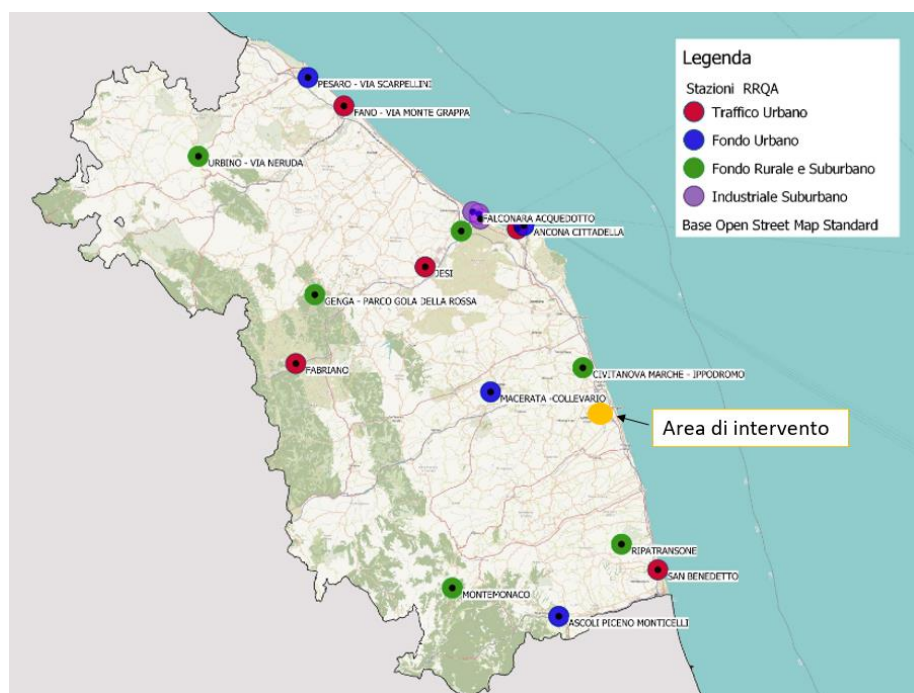 Legenda
Stazioni RRQA
Traffico Urbano
Fondo Urbano
Fondo Rurale e Suburbano
Industriale Suburbano
Base Open Street Map Standard
PESARO - VIA SCARPELLINI
FANO - VIA MONTE GRAPPA
URBINO - VIA NERUDA
FALCONARA ACQUEDOTTO
ANCONA CITTADELLA
JESI
GENGA - PARCO GOLA DELLA ROSSA
FABRIANO
CIVITANOVA MARCHE - IPPODROMO
MACERATA -COLLEVARIO
Area di intervento
RIPATRANSONE
SAN BENEDETTO
MONTEMONACO
ASCOLI PICENO MONTICELLI